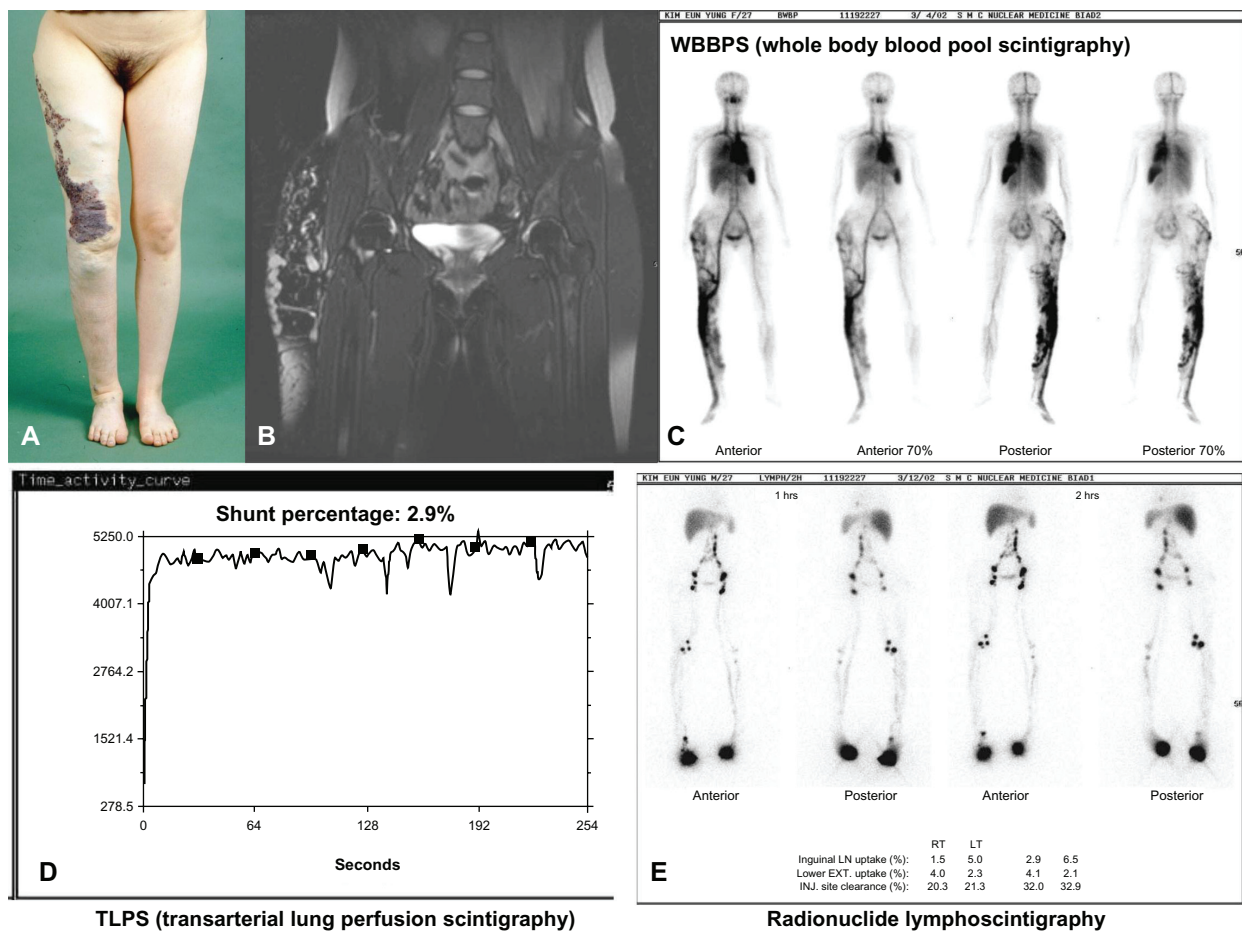 KIM EUN YUNG F/27 BWBP 11192227 3/ 4/02 S M C NUCLEAR MEDICINE BIAD2
WBBPS (whole body blood pool scintigraphy)
A
B
C
Anterior Anterior 70% Posterior Posterior 70%
Time_activity_curve
Shunt percentage: 2.9%
5250.0
4007.1
2764.2
1521.4
278.5
0 64 128 192 254
Seconds
D
TLPS (transarterial lung perfusion scintigraphy)
KIM EUN YUNG M/27 LYMPH/2H 11192227 3/12/02 S M C NUCLEAR MEDICINE BIAD1
1 hrs 2 hrs
Anterior Posterior Anterior Posterior
RT LT
Inguinal LN uptake (%): 1.5 5.0 2.9 6.5
Lower EXT. uptake (%): 4.0 2.3 4.1 2.1
INJ. site clearance (%): 20.3 21.3 32.0 32.9
E
Radionuclide lymphoscintigraphy